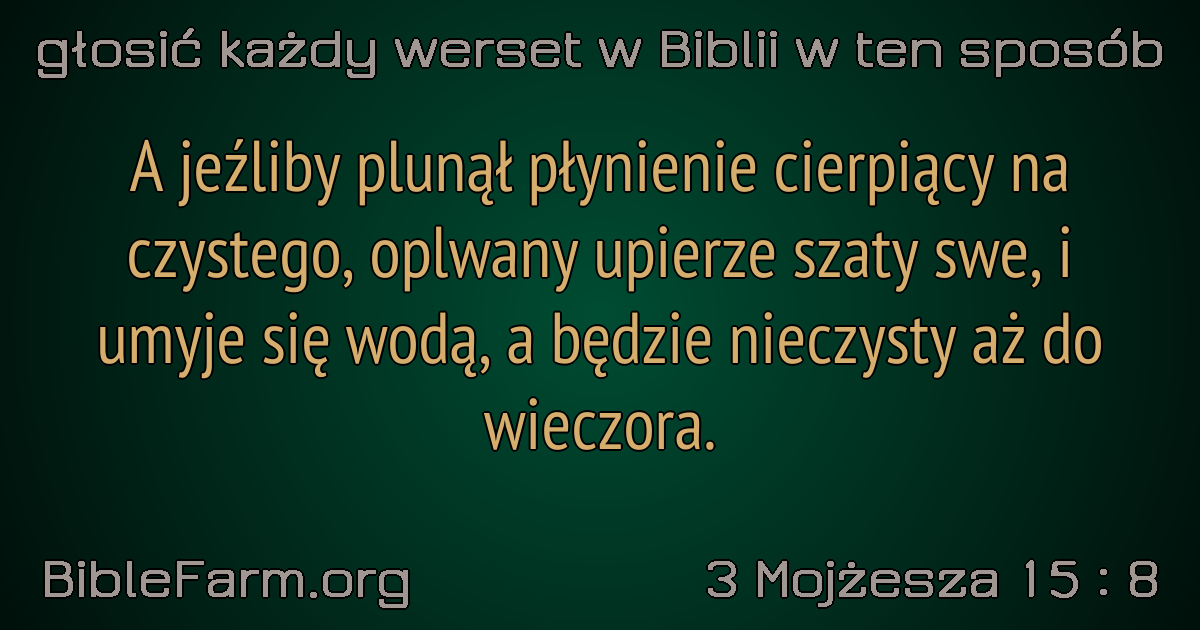 głosić każdy werset w Biblii w ten sposób
A jeźliby plunął płynienie cierpiący na
czystego, oplwany upierze szaty swe, i
umyje się wodą, a będzie nieczysty aż do
wieczora.
BibleFarm.org
3 Mojżesza 15 : 8